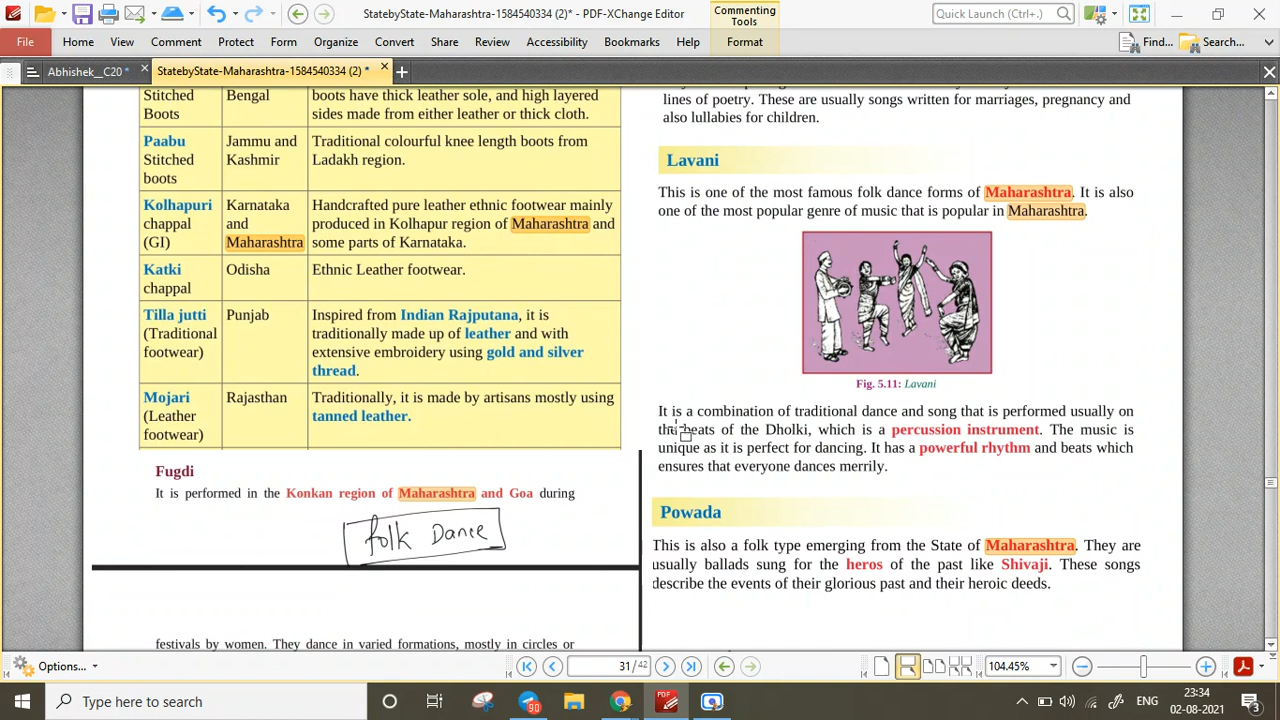 StatebyState-Maharashtra-1584540334 (2)* - PDF-XChange Editor
Commenting Tools
Quick Launch (Ctrl+.)
File Home View Comment Protect Form Organize Convert Share Review Accessibility Bookmarks Help Format
Find... Search...
Abhishek__C20 *
StatebyState-Maharashtra-1584540334 (2) *
Stitched Boots
Bengal
boots have thick leather sole, and high layered
sides made from either leather or thick cloth.
Paabu Stitched boots
Jammu and Kashmir
Traditional colourful knee length boots from
Ladakh region.
Kolhapuri chappal (GI)
Karnataka and Maharashtra
Handcrafted pure leather ethnic footwear mainly
produced in Kolhapur region of Maharashtra and
some parts of Karnataka.
Katki chappal
Odisha
Ethnic Leather footwear.
Tilla jutti (Traditional footwear)
Punjab
Inspired from Indian Rajputana, it is
traditionally made up of leather and with
extensive embroidery using gold and silver
thread.
Mojari (Leather footwear)
Rajasthan
Traditionally, it is made by artisans mostly using
tanned leather.
Fugdi
It is performed in the Konkan region of Maharashtra and Goa during
folk Dance
festivals by women. They dance in varied formations, mostly in circles or
lines of poetry. These are usually songs written for marriages, pregnancy and
also lullabies for children.
Lavani
This is one of the most famous folk dance forms of Maharashtra. It is also
one of the most popular genre of music that is popular in Maharashtra.
Fig. 5.11: Lavani
It is a combination of traditional dance and song that is performed usually on
the beats of the Dholki, which is a percussion instrument. The music is
unique as it is perfect for dancing. It has a powerful rhythm and beats which
ensures that everyone dances merrily.
Powada
This is also a folk type emerging from the State of Maharashtra. They are
usually ballads sung for the heros of the past like Shivaji. These songs
describe the events of their glorious past and their heroic deeds.
Options...
31 / 42
104.45%
Type here to search
90
PDF
ENG
23:34
02-08-2021
3